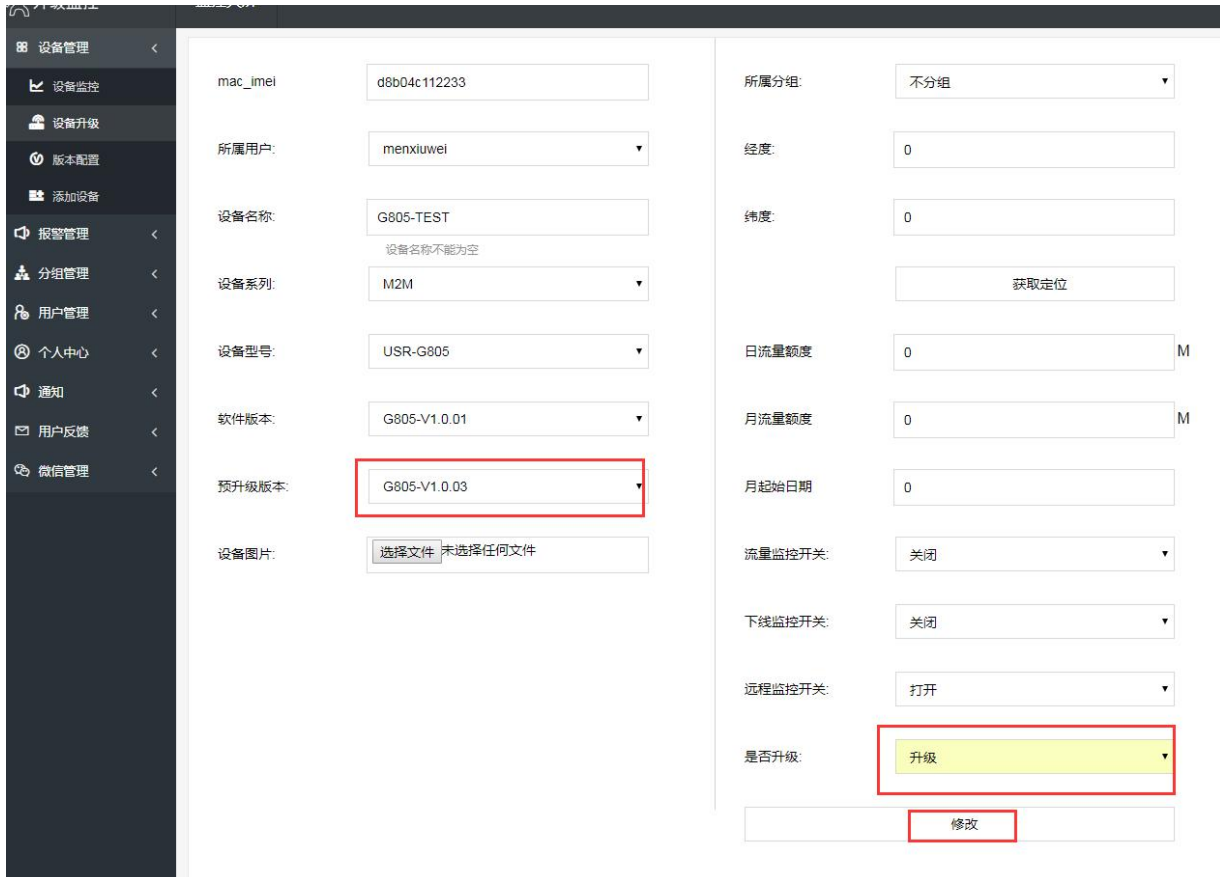 设备管理
设备监控
设备升级
版本配置
添加设备
报警管理
分组管理
用户管理
个人中心
通知
用户反馈
微信管理
mac_imei
d8b04c112233
所属用户:
menxiuwei
设备名称:
G805-TEST
设备名称不能为空
设备系列:
M2M
设备型号:
USR-G805
软件版本:
G805-V1.0.01
预升级版本:
G805-V1.0.03
设备图片:
选择文件 未选择任何文件
所属分组:
不分组
经度:
0
纬度:
0
获取定位
日流量额度
0
M
月流量额度
0
M
月起始日期
0
流量监控开关:
关闭
下线监控开关:
关闭
远程监控开关:
打开
是否升级:
升级
修改